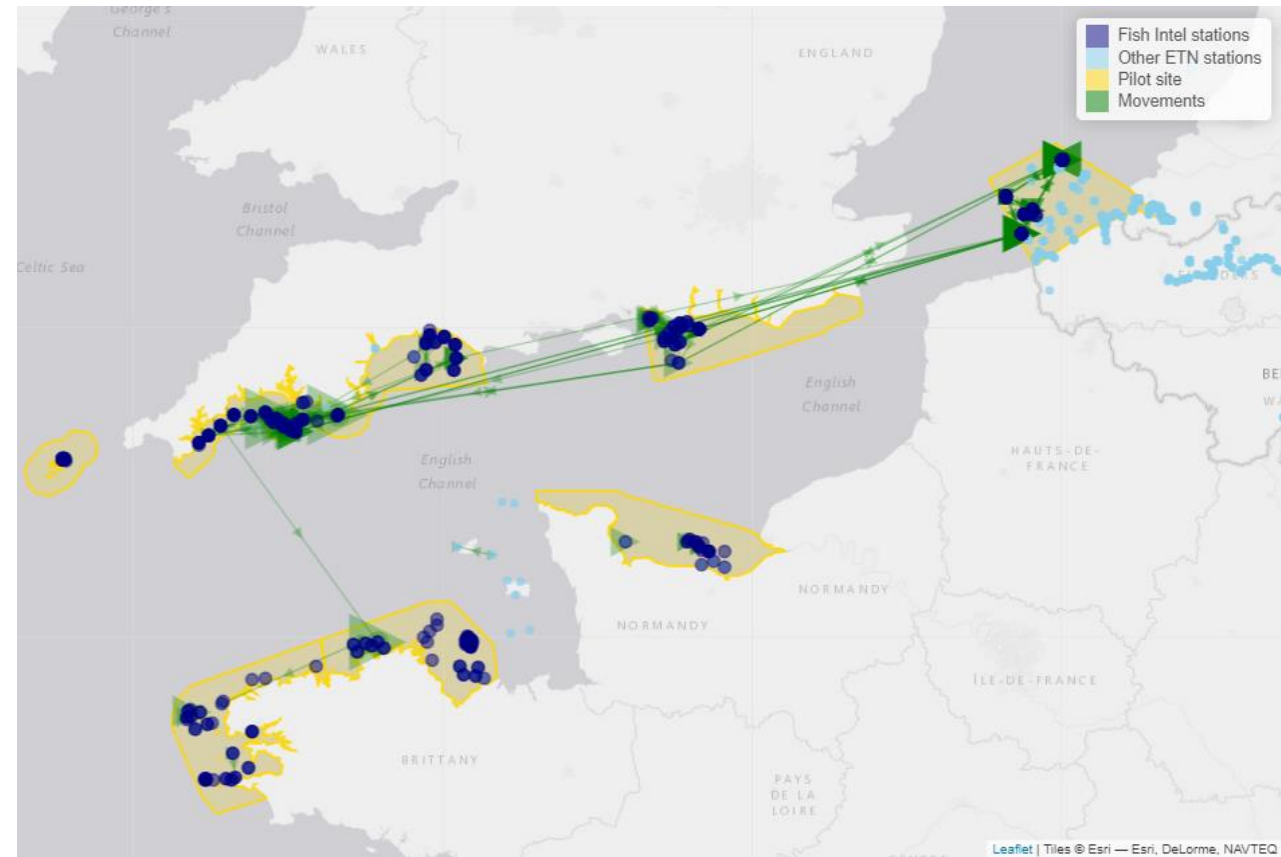 George's
Channel
WALES
ENGLAND
Fish Intel stations
Other ETN stations
Pilot site
Movements
Bristol
Channel
Celtic Sea
English
Channel
BE
HAUTS-DE-
FRANCE
English
Channel
NORMANDY
NORMANDY
ÎLE-DE-FRANCE
BRITTANY
PAYS
DE LA
LOIRE
Leaflet | Tiles © Esri — Esri, DeLorme, NAVTEQ